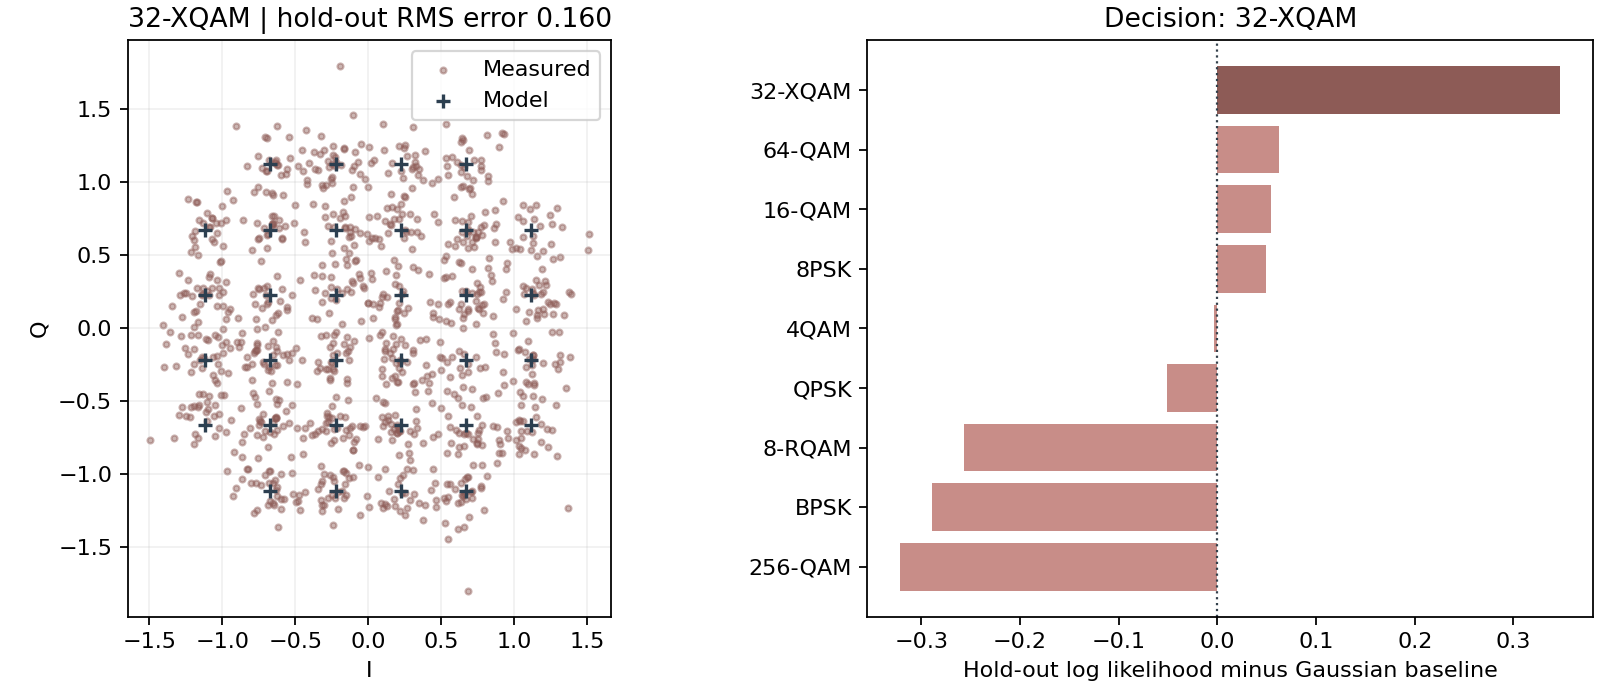 32-XQAM | hold-out RMS error 0.160
Measured
Model
1.5
1.0
0.5
0.0
−0.5
−1.0
−1.5
Q
−1.5 −1.0 −0.5 0.0 0.5 1.0 1.5
I
Decision: 32-XQAM
32-XQAM
64-QAM
16-QAM
8PSK
4QAM
QPSK
8-RQAM
BPSK
256-QAM
−0.3 −0.2 −0.1 0.0 0.1 0.2 0.3
Hold-out log likelihood minus Gaussian baseline